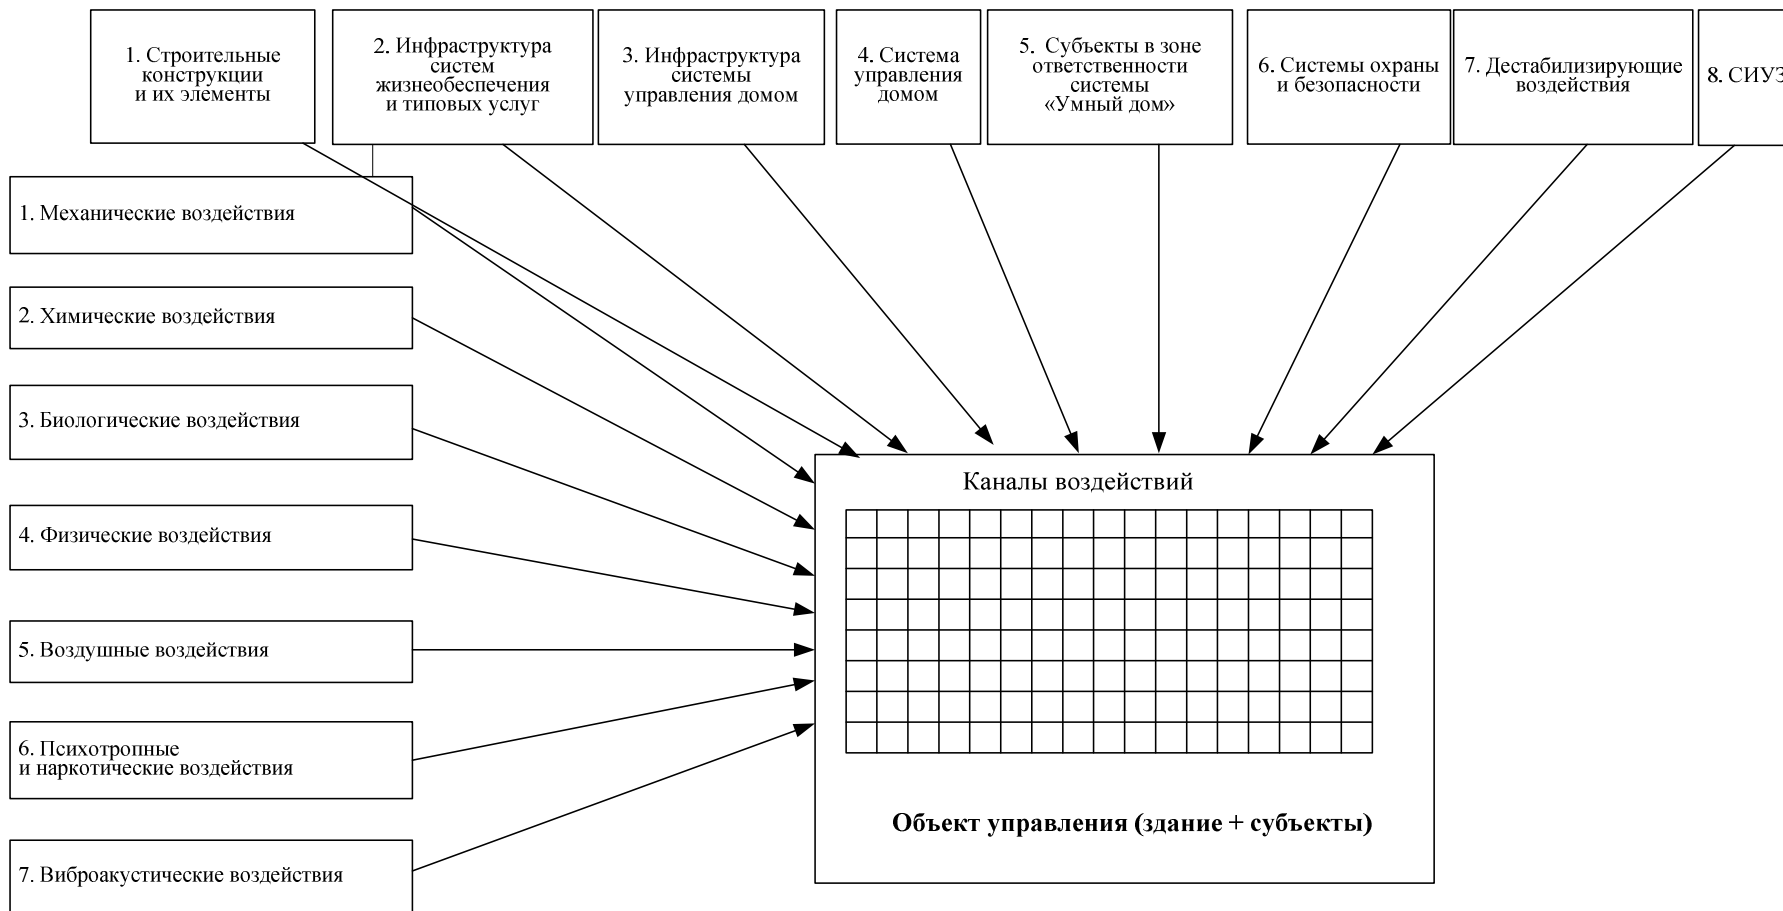 1. Строительные
конструкции
и их элементы
2. Инфраструктура
систем
жизнеобеспечения
и типовых услуг
3. Инфраструктура
системы
управления домом
4. Система
управления
домом
5. Субъекты в зоне
ответственности
системы
«Умный дом»
6. Системы охраны
и безопасности
7. Дестабилизирующие
воздействия
8. СИУЗ
1. Механические воздействия
2. Химические воздействия
3. Биологические воздействия
4. Физические воздействия
5. Воздушные воздействия
6. Психотропные
и наркотические воздействия
7. Виброакустические воздействия
Каналы воздействий
Объект управления (здание + субъекты)